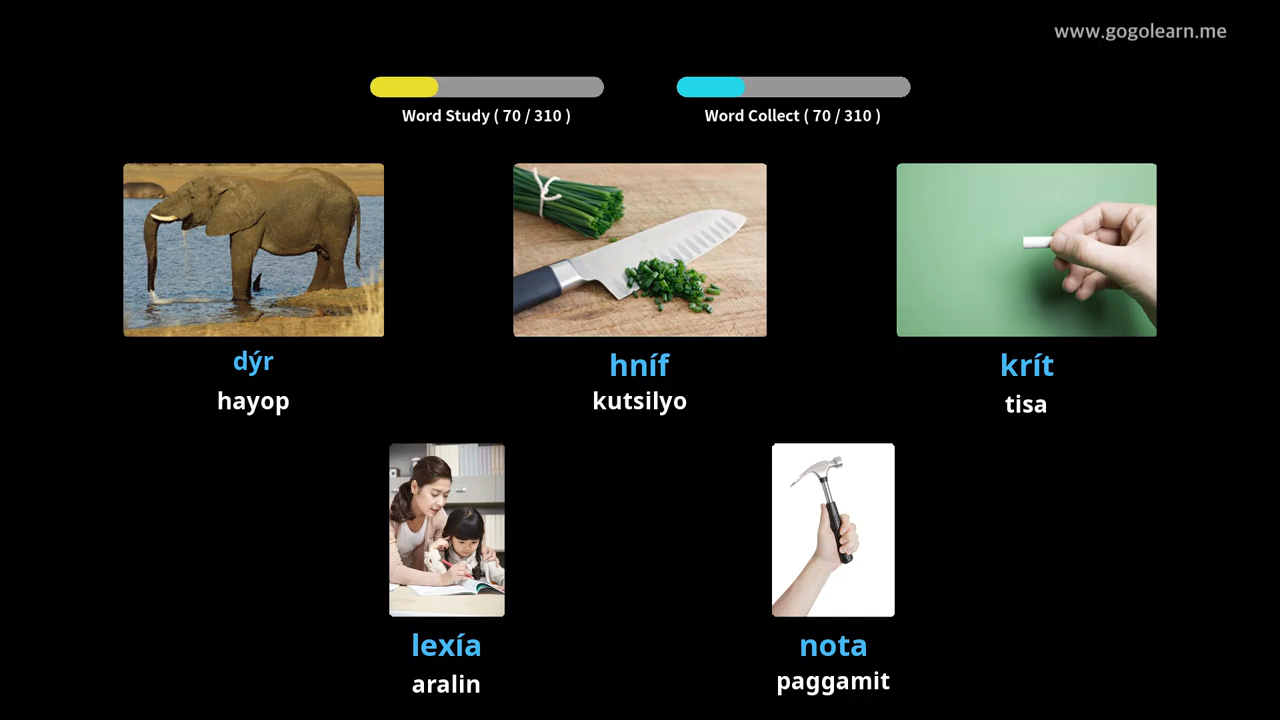 www.gogolearn.me
Word Study ( 70 / 310 )
Word Collect ( 70 / 310 )
dýr
hayop
hníf
kutsilyo
krít
tisa
lexía
aralin
nota
paggamit